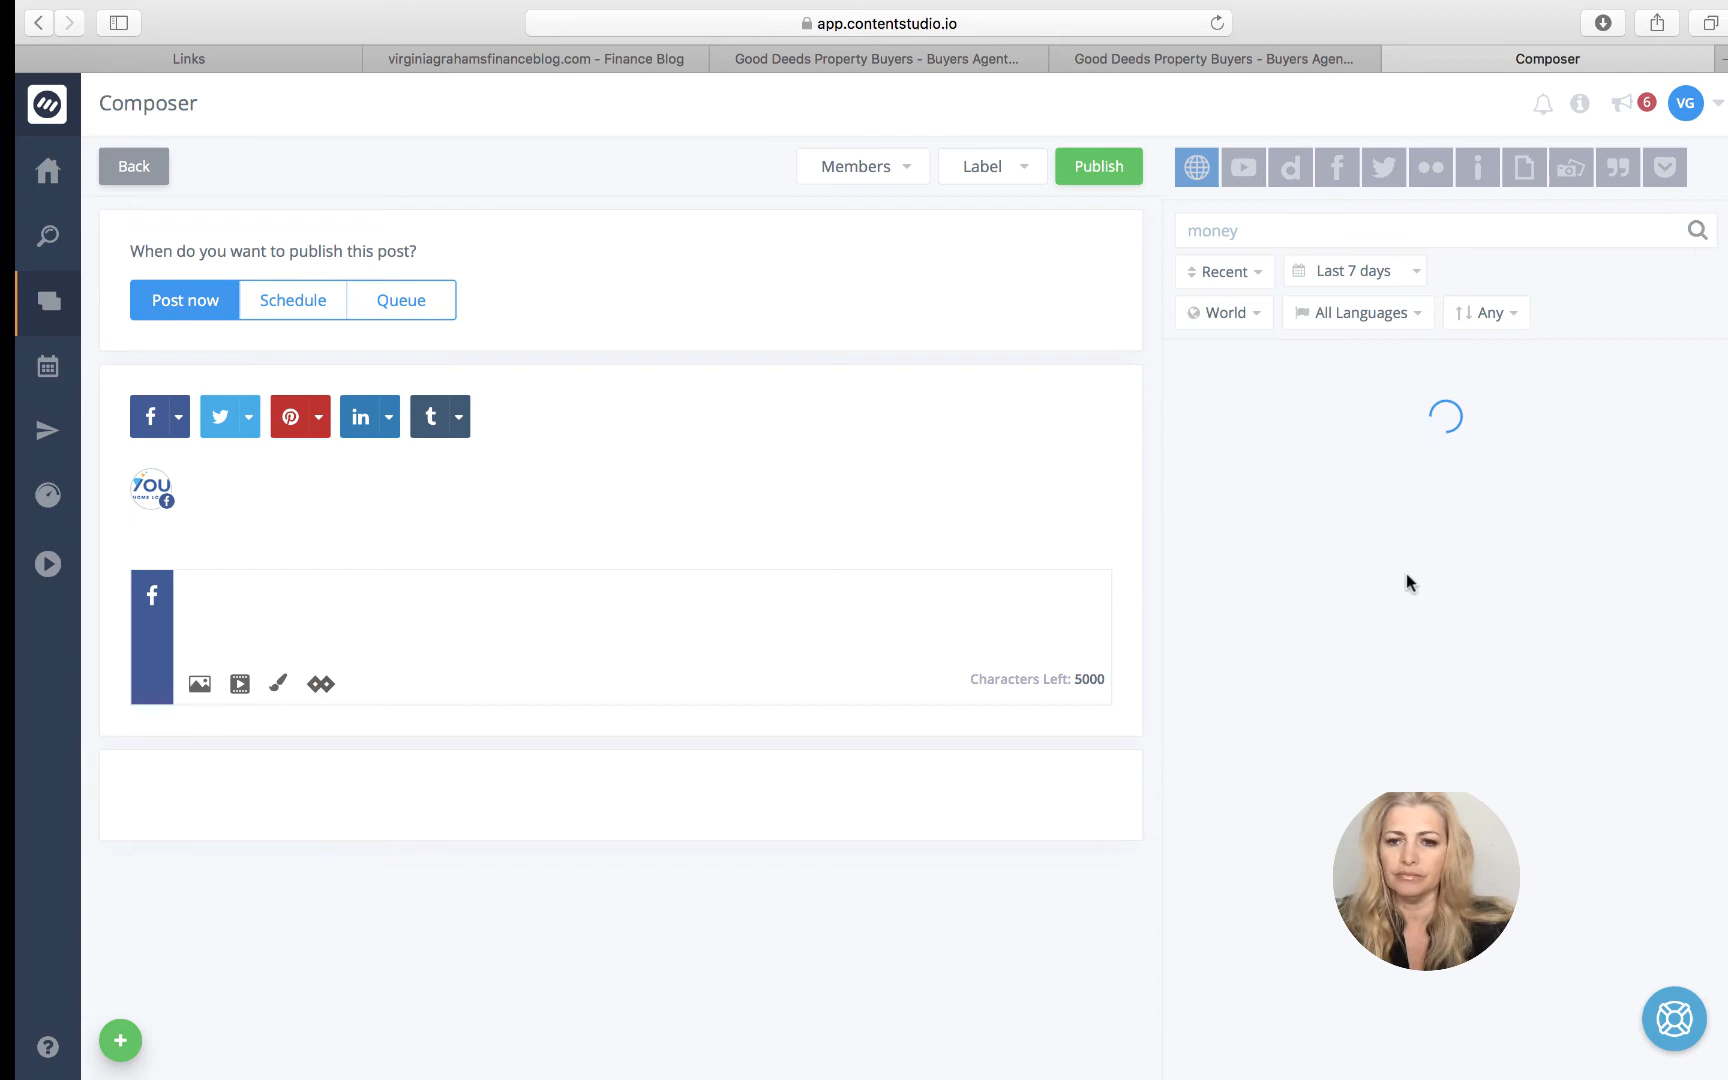 app.contentstudio.io
Links
virginiagrahamsfinanceblog.com - Finance Blog
Good Deeds Property Buyers - Buyers Agent...
Good Deeds Property Buyers - Buyers Agen...
Composer
Composer
6
VG
Back
Members
Label
Publish
When do you want to publish this post?
Post now
Schedule
Queue
money
Recent
Last 7 days
World
All Languages
Any
YOU
HOME LO
Characters Left: 5000